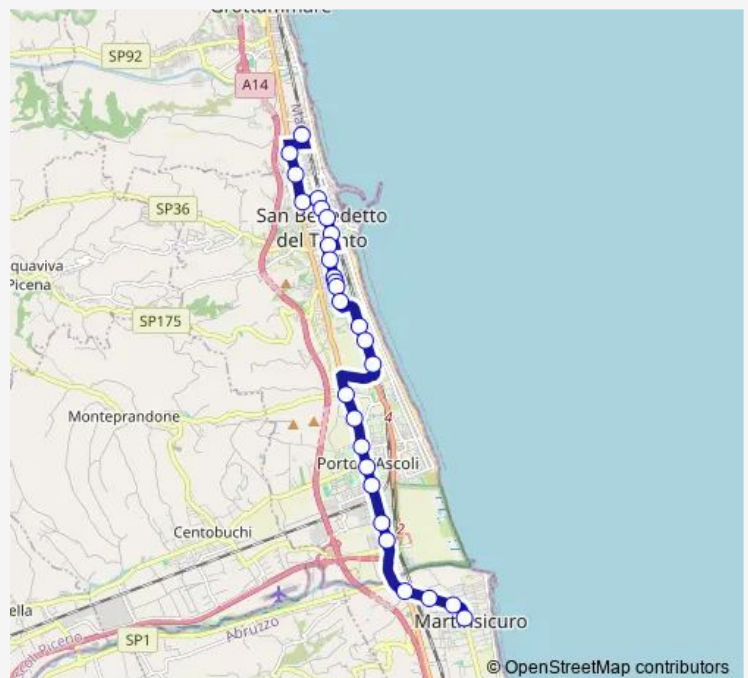 Grottammare
SP92
A14
SP36
San Benedetto
del Tronto
quaviva
Picena
SP175
Monteprandone
4
Porto d'Ascoli
Centobuchi
2
ella
Martinsicuro
SP1
Abruzzo
© OpenStreetMap contributors